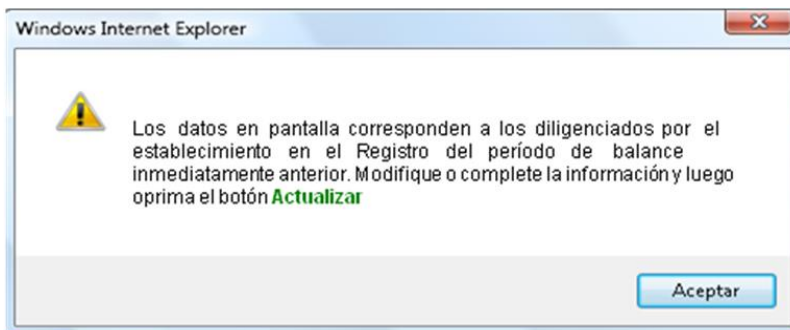 Windows Internet Explorer
Los datos en pantalla corresponden a los diligenciados por el
establecimiento en el Registro del período de balance
inmediatamente anterior. Modifique o complete la información y luego
oprima el botón Actualizar
Aceptar